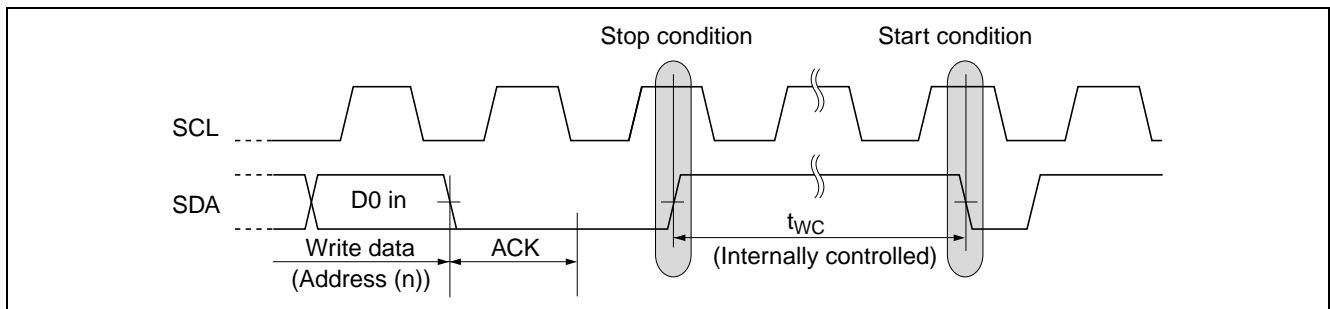 Stop condition
Start condition
SCL
SDA
D0 in
Write data
(Address (n))
ACK
tWC
(Internally controlled)